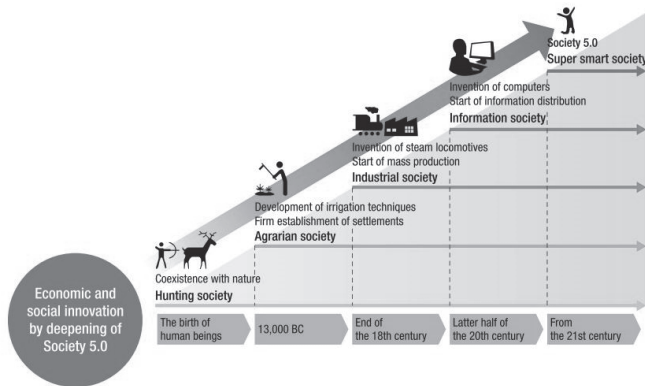 Society 5.0
Super smart society
Invention of computers
Start of information distribution
Information society
Invention of steam locomotives
Start of mass production
Industrial society
Development of irrigation techniques
Firm establishment of settlements
Agrarian society
Coexistence with nature
Hunting society
Economic and
social innovation
by deepening of
Society 5.0
The birth of
human beings
13,000 BC
End of
the 18th century
Latter half of
the 20th century
From
the 21st century